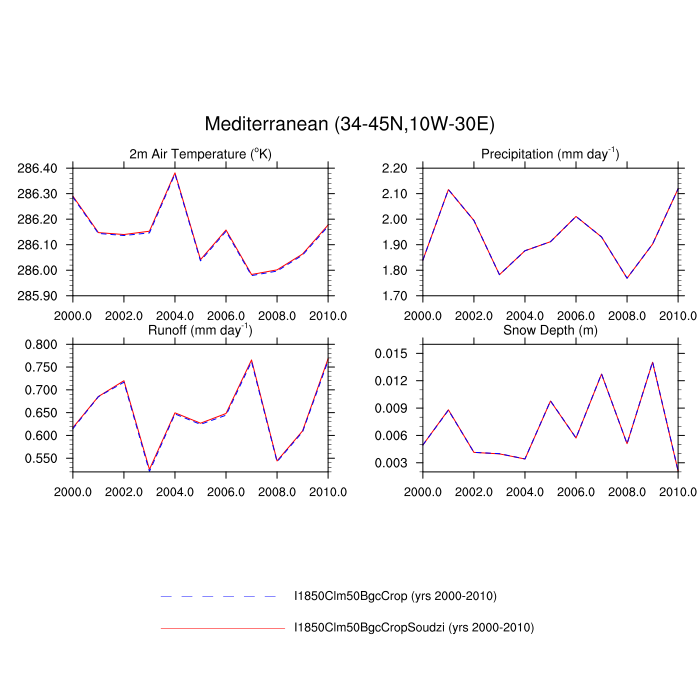 Mediterranean (34-45N,10W-30E)
2m Air Temperature (°K)
286.40
286.30
286.20
286.10
286.00
285.90
2000.0 2002.0 2004.0 2006.0 2008.0 2010.0
Precipitation (mm day⁻¹)
2.20
2.10
2.00
1.90
1.80
1.70
2000.0 2002.0 2004.0 2006.0 2008.0 2010.0
Runoff (mm day⁻¹)
0.800
0.750
0.700
0.650
0.600
0.550
2000.0 2002.0 2004.0 2006.0 2008.0 2010.0
Snow Depth (m)
0.015
0.012
0.009
0.006
0.003
2000.0 2002.0 2004.0 2006.0 2008.0 2010.0
I1850Clm50BgcCrop (yrs 2000-2010)
I1850Clm50BgcCropSoudzi (yrs 2000-2010)